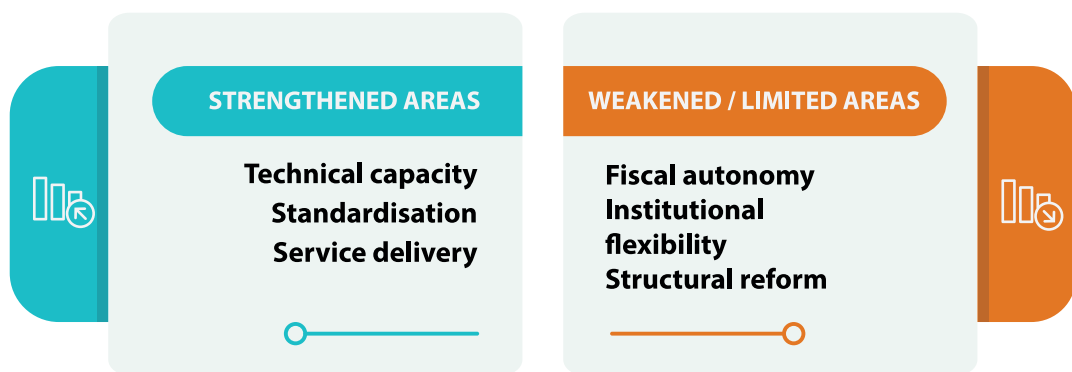 STRENGTHENED AREAS
Technical capacity
Standardisation
Service delivery
WEAKENED / LIMITED AREAS
Fiscal autonomy
Institutional
flexibility
Structural reform